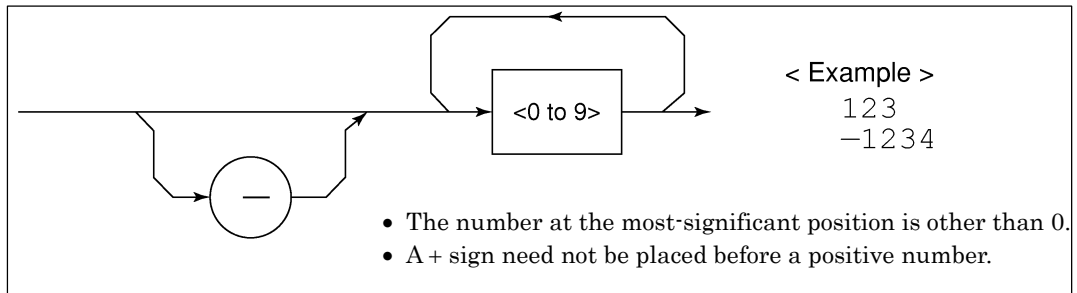 —
<0 to 9>
< Example >
123
−1234
• The number at the most-significant position is other than 0.
• A + sign need not be placed before a positive number.